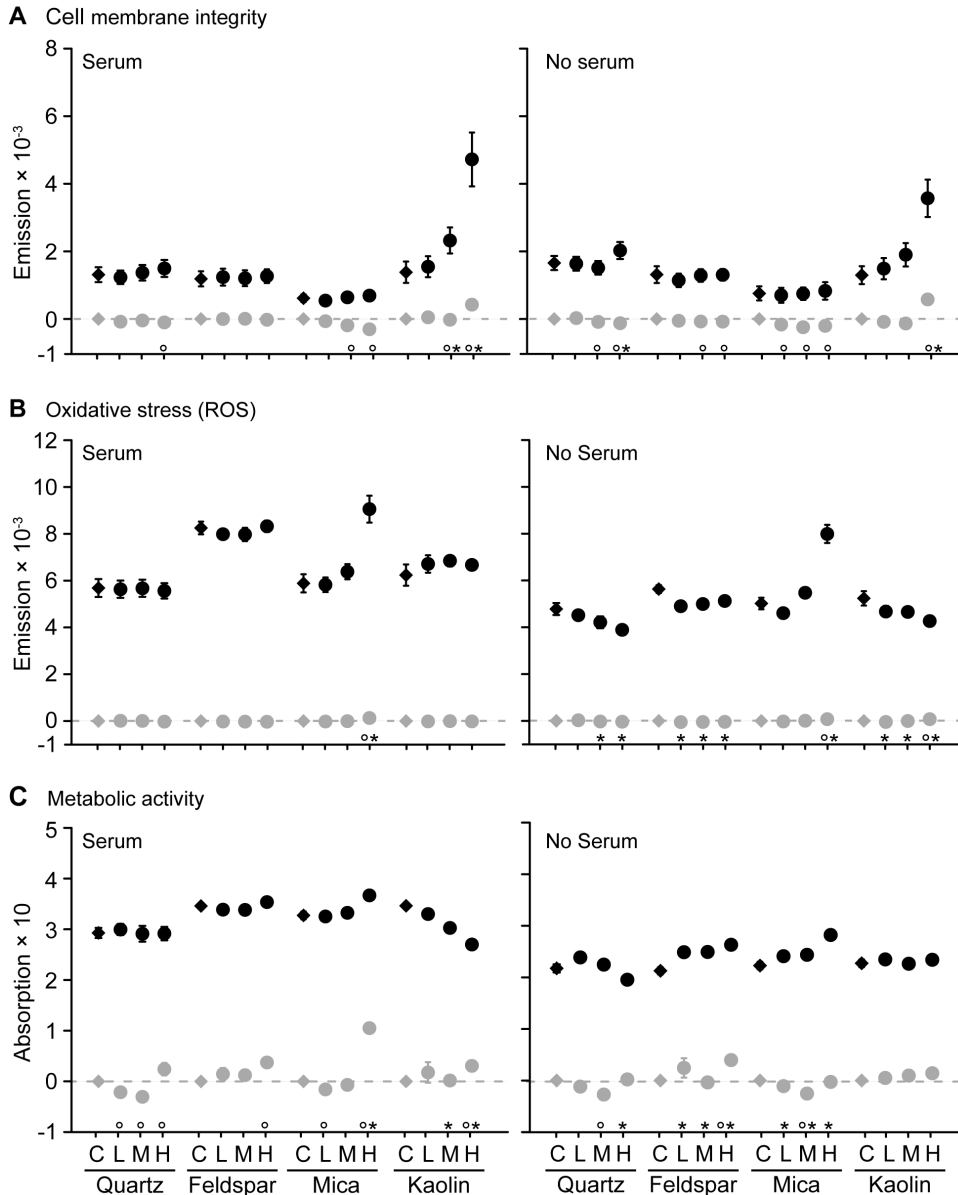 A Cell membrane integrity
Serum
No serum
8
6
4
2
0
-1
Emission × 10⁻³
° ° ° °* °*
° °* ° ° ° ° ° °*
B Oxidative stress (ROS)
Serum
No Serum
12
10
8
6
4
2
0
-1
Emission × 10⁻³
°*
* * * * * °* * * °*
C Metabolic activity
Serum
No Serum
5
4
3
2
1
0
-1
Absorption × 10
° ° ° ° ° °* * °*
° * * * °* * °* *
C L M H C L M H C L M H C L M H
C L M H C L M H C L M H C L M H
Quartz Feldspar Mica Kaolin
Quartz Feldspar Mica Kaolin